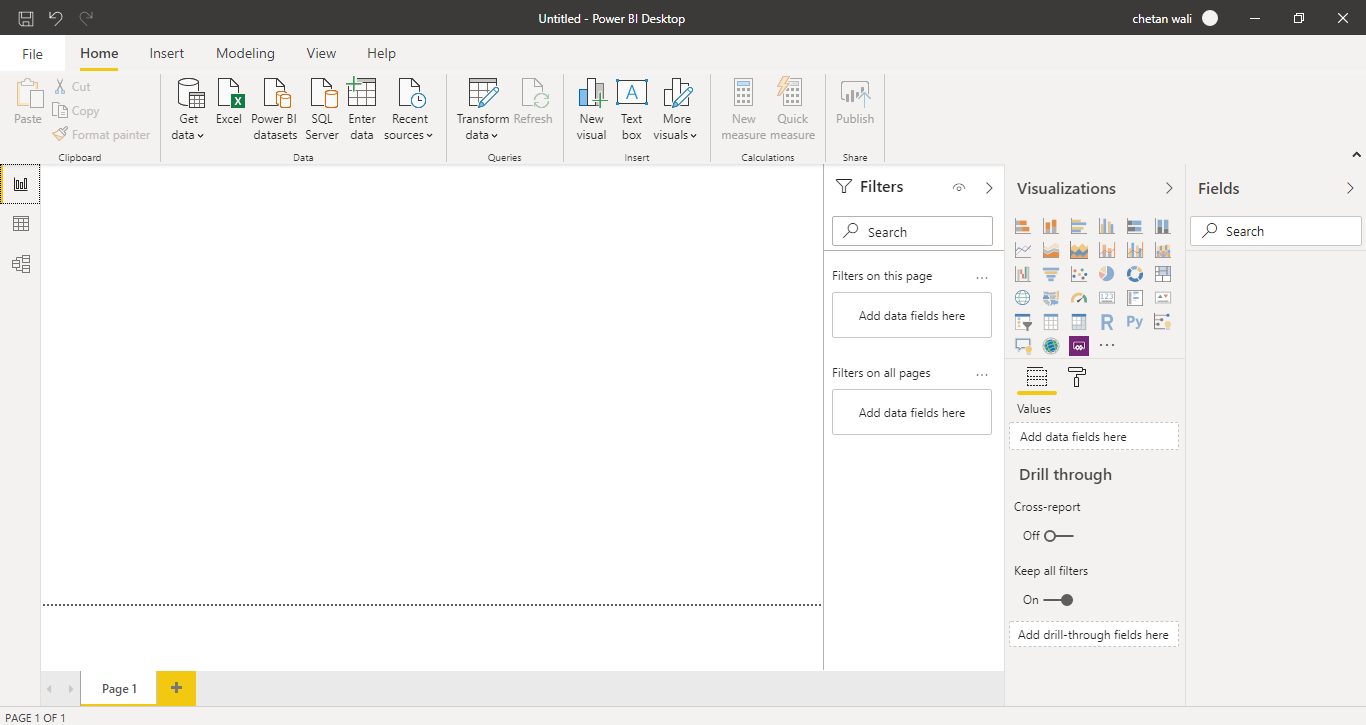 Untitled - Power BI Desktop
chetan wali
File
Home
Insert
Modeling
View
Help
Paste
Cut
Copy
Format painter
Clipboard
Get
data
Excel
Power BI
datasets
SQL
Server
Enter
data
Recent
sources
Data
Transform
data
Refresh
Queries
New
visual
A
Text
box
More
visuals
Insert
New
measure
Quick
measure
Calculations
Publish
Share
Filters
Search
Filters on this page
...
Add data fields here
Filters on all pages
...
Add data fields here
Visualizations
123
R
Py
...
Values
Add data fields here
Drill through
Cross-report
Off
Keep all filters
On
Add drill-through fields here
Fields
Search
Page 1
+
PAGE 1 OF 1